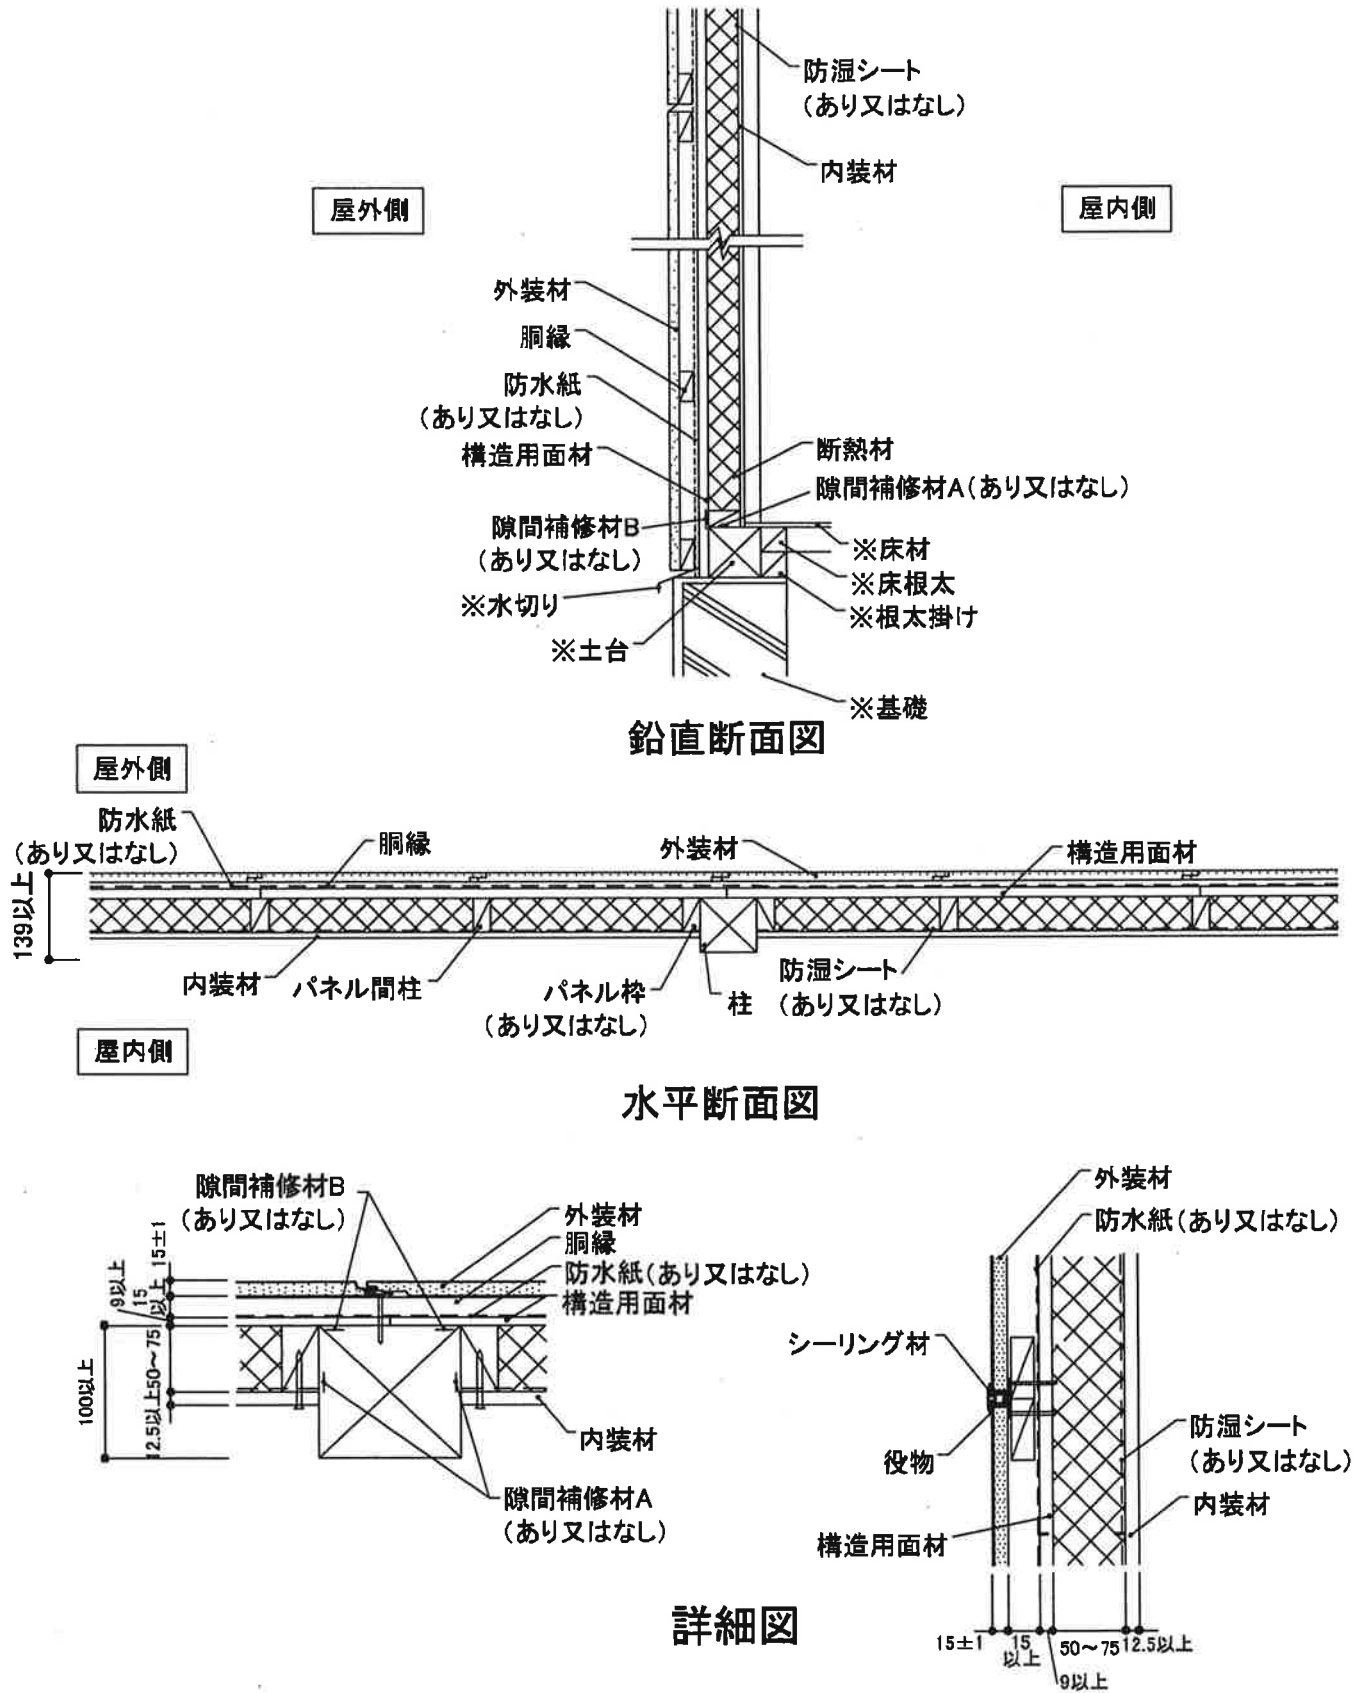 防湿シート
（あり又はなし）
内装材
屋外側
屋内側
外装材
胴縁
防水紙
（あり又はなし）
構造用面材
断熱材
隙間補修材A（あり又はなし）
隙間補修材B
（あり又はなし）
※床材
※床根太
※水切り
※根太掛け
※土台
※基礎
鉛直断面図
屋外側
防水紙
（あり又はなし）
胴縁
外装材
構造用面材
139以上
内装材
パネル間柱
パネル枠
（あり又はなし）
柱
防湿シート
（あり又はなし）
屋内側
水平断面図
隙間補修材B
（あり又はなし）
外装材
胴縁
防水紙（あり又はなし）
構造用面材
15±1
15
以上
9以上
50～75
12.5以上
100以上
内装材
隙間補修材A
（あり又はなし）
外装材
防水紙（あり又はなし）
シーリング材
役物
防湿シート
（あり又はなし）
内装材
構造用面材
15±1
15
以上
50～75
12.5以上
9以上
詳細図